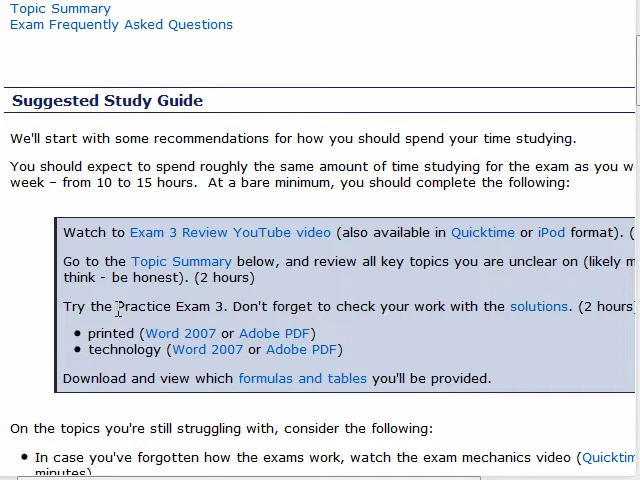 Topic Summary
Exam Frequently Asked Questions
Suggested Study Guide
We'll start with some recommendations for how you should spend your time studying.
You should expect to spend roughly the same amount of time studying for the exam as you w
week – from 10 to 15 hours.  At a bare minimum, you should complete the following:
Watch to Exam 3 Review YouTube video (also available in Quicktime or iPod format). (
Go to the Topic Summary below, and review all key topics you are unclear on (likely m
think - be honest). (2 hours)
Try the Practice Exam 3. Don't forget to check your work with the solutions. (2 hours
• printed (Word 2007 or Adobe PDF)
• technology (Word 2007 or Adobe PDF)
Download and view which formulas and tables you'll be provided.
On the topics you're still struggling with, consider the following:
• In case you've forgotten how the exams work, watch the exam mechanics video (Quicktim
minutes)